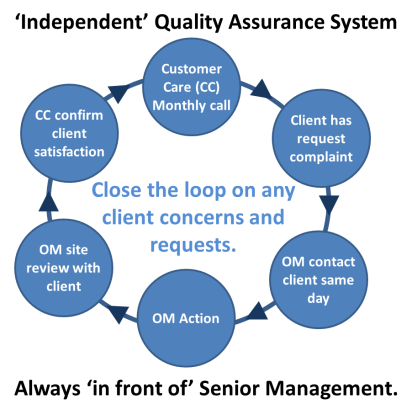 ‘Independent’ Quality Assurance System
Customer
Care (CC)
Monthly call
Client has
request
complaint
OM contact
client same
day
OM Action
OM site
review with
client
CC confirm
client
satisfaction
Close the loop on any
client concerns and
requests.
Always ‘in front of’ Senior Management.